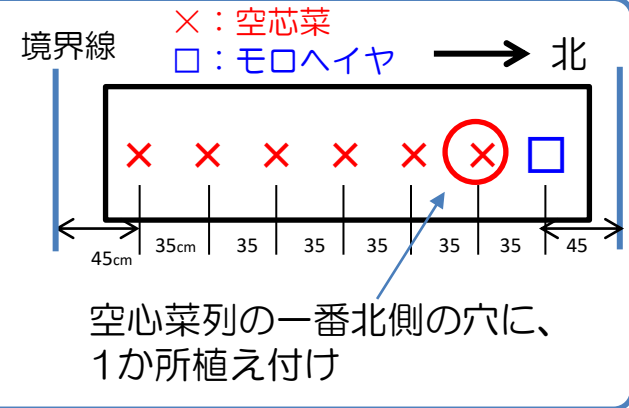 ×：空芯菜
境界線
□：モロヘイヤ
北
× × × × × × □
45cm 35cm 35 35 35 35 35 45
空心菜列の一番北側の穴に、
1か所植え付け